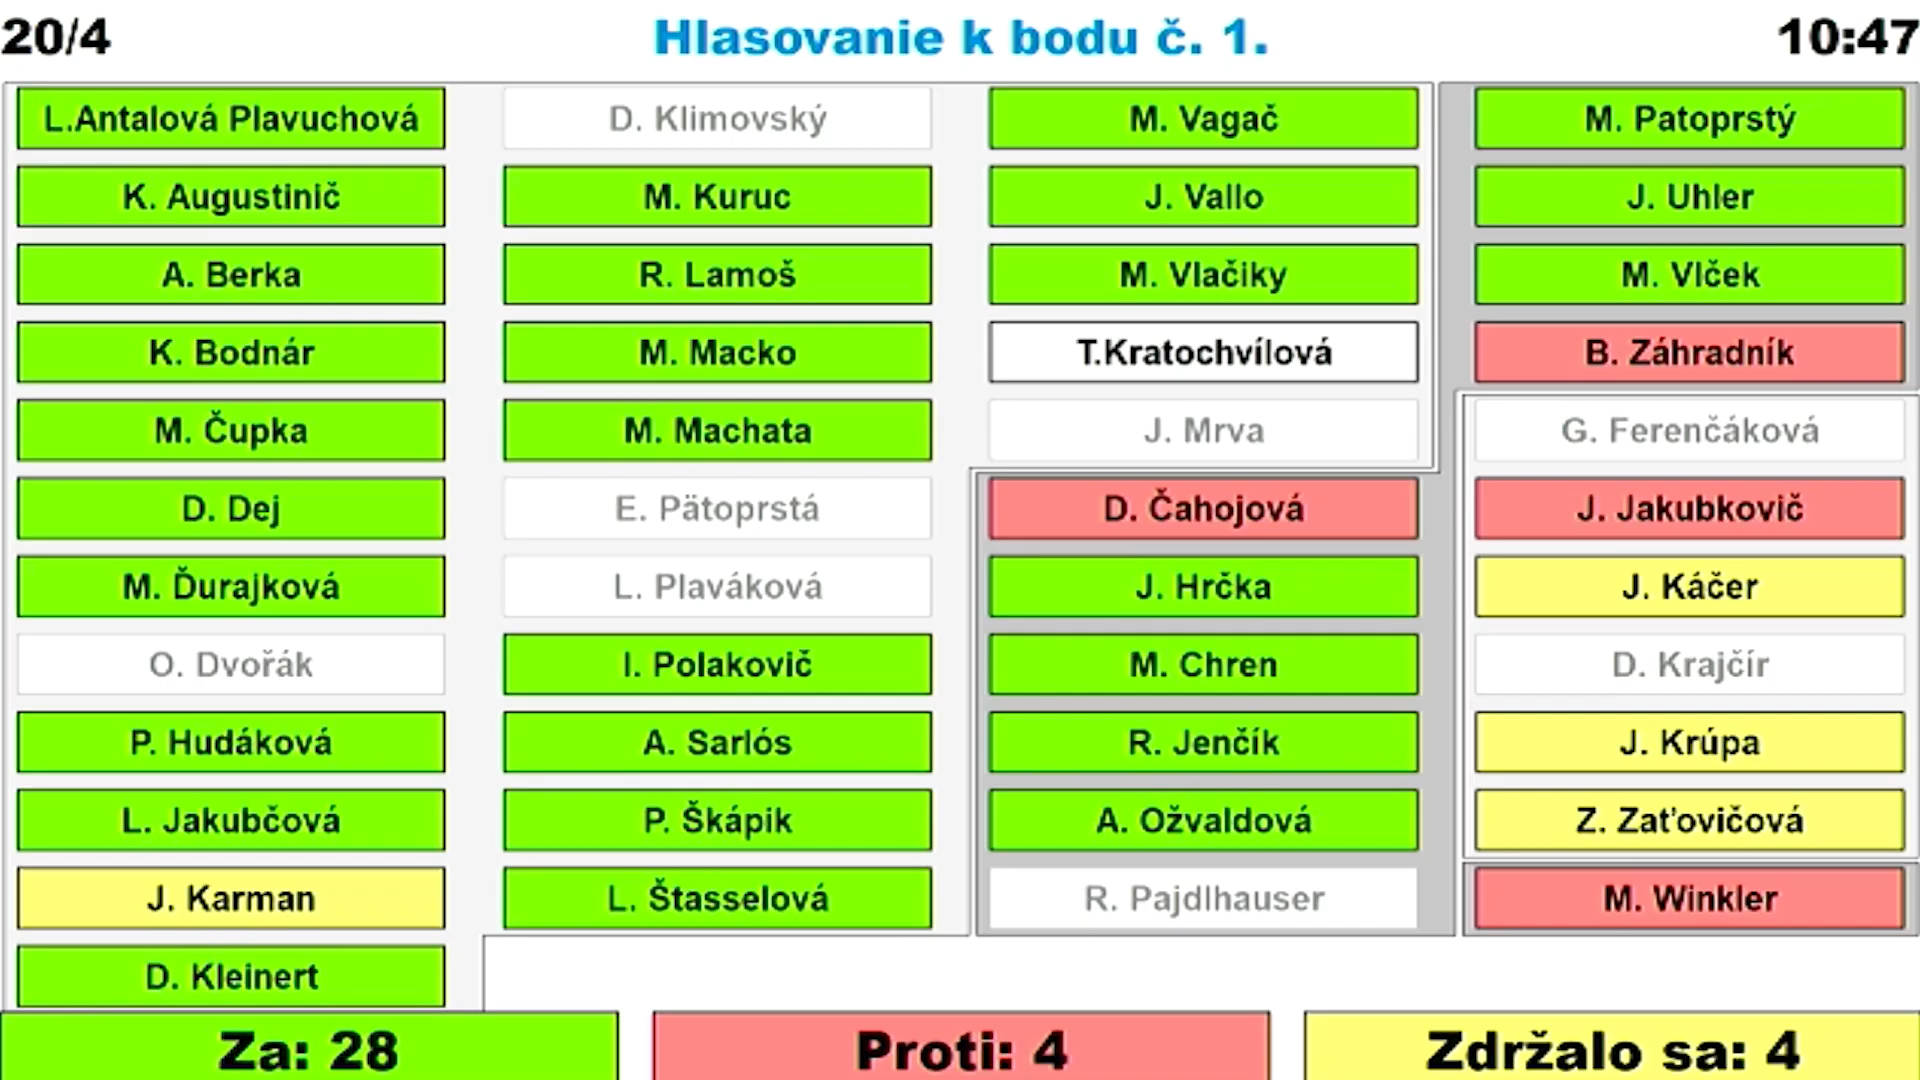 20/4
Hlasovanie k bodu č. 1.
10:47
L.Antalová Plavuchová
K. Augustinič
A. Berka
K. Bodnár
M. Čupka
D. Dej
M. Ďurajková
O. Dvořák
P. Hudáková
L. Jakubčová
J. Karman
D. Kleinert
D. Klimovský
M. Kuruc
R. Lamoš
M. Macko
M. Machata
E. Pätoprstá
L. Plaváková
I. Polakovič
A. Sarlós
P. Škápik
L. Štasselová
M. Vagač
J. Vallo
M. Vlačiky
T.Kratochvílová
J. Mrva
D. Čahojová
J. Hrčka
M. Chren
R. Jenčík
A. Ožvaldová
R. Pajdlhauser
M. Patoprstý
J. Uhler
M. Vlček
B. Záhradník
G. Ferenčáková
J. Jakubkovič
J. Káčer
D. Krajčír
J. Krúpa
Z. Zaťovičová
M. Winkler
Za: 28
Proti: 4
Zdržalo sa: 4